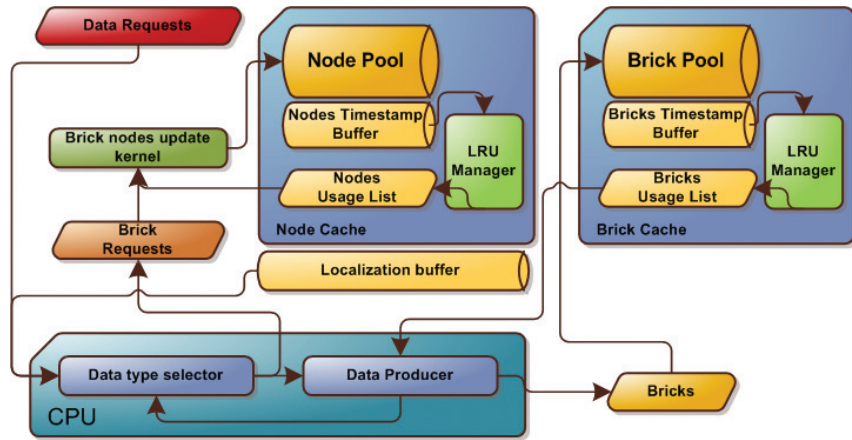 Data Requests
Node Pool
Brick Pool
Nodes Timestamp
Buffer
Bricks Timestamp
Buffer
Brick nodes update
kernel
LRU
Manager
LRU
Manager
Nodes
Usage List
Bricks
Usage List
Brick
Requests
Node Cache
Brick Cache
Localization buffer
Data type selector
Data Producer
Bricks
CPU